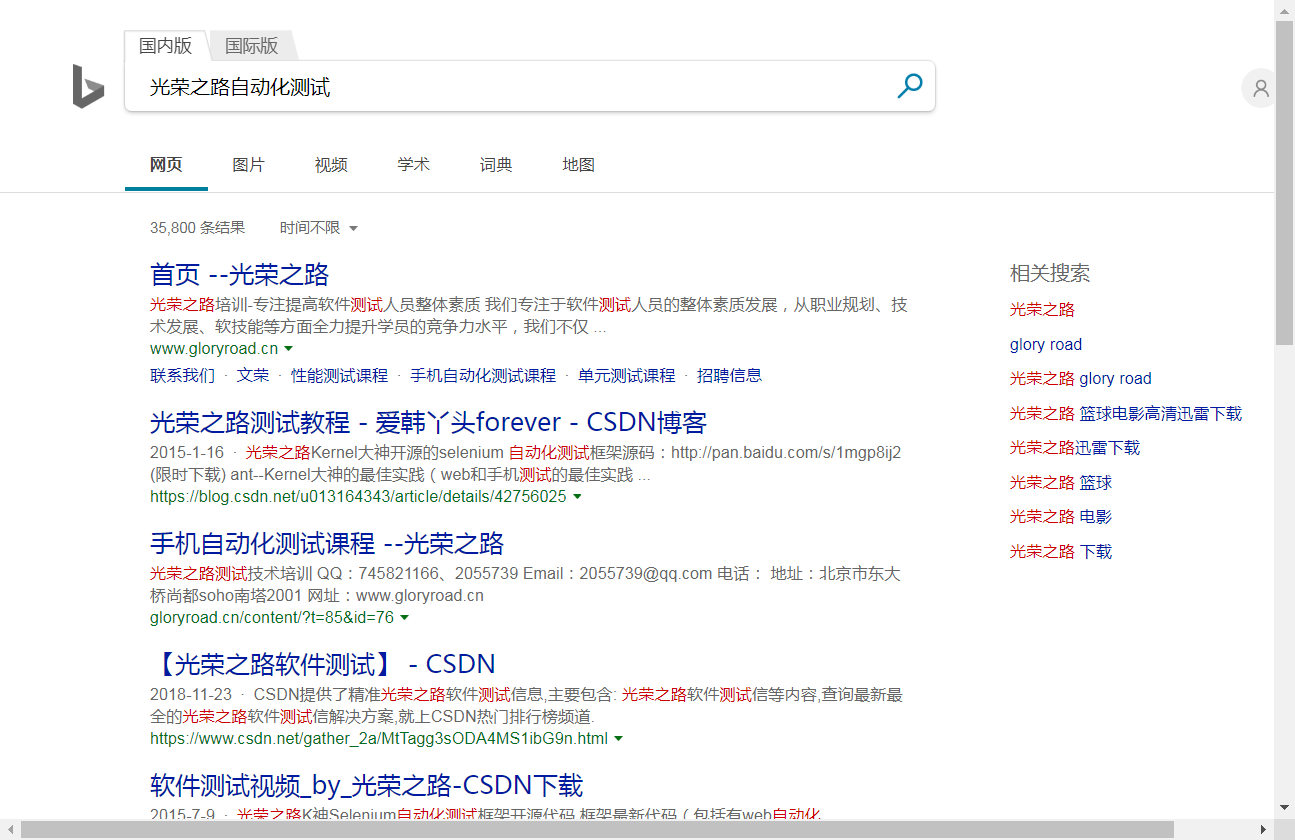 国内版 国际版
光荣之路自动化测试
网页 图片 视频 学术 词典 地图
35,800 条结果 时间不限
首页 --光荣之路
光荣之路培训-专注提高软件测试人员整体素质 我们专注于软件测试人员的整体素质发展，从职业规划、技
术发展、软技能等方面全力提升学员的竞争力水平，我们不仅 ...
www.gloryroad.cn
联系我们 · 文荣 · 性能测试课程 · 手机自动化测试课程 · 单元测试课程 · 招聘信息
光荣之路测试教程 - 爱韩丫头forever - CSDN博客
2015-1-16 · 光荣之路Kernel大神开源的selenium 自动化测试框架源码：http://pan.baidu.com/s/1mgp8ij2
(限时下载) ant--Kernel大神的最佳实践（web和手机测试的最佳实践 ...
https://blog.csdn.net/u013164343/article/details/42756025
手机自动化测试课程 --光荣之路
光荣之路测试技术培训 QQ：745821166、2055739 Email：2055739@qq.com 电话： 地址：北京市东大
桥尚都soho南塔2001 网址：www.gloryroad.cn
gloryroad.cn/content/?t=85&id=76
【光荣之路软件测试】 - CSDN
2018-11-23 · CSDN提供了精准光荣之路软件测试信息,主要包含: 光荣之路软件测试信等内容,查询最新最
全的光荣之路软件测试信解决方案,就上CSDN热门排行榜频道.
https://www.csdn.net/gather_2a/MtTagg3sODA4MS1ibG9n.html
软件测试视频_by_光荣之路-CSDN下载
2015-7-9 · 光荣之路K神Selenium自动化测试框架开源代码 框架最新代码（包括有web自动化
相关搜索
光荣之路
glory road
光荣之路 glory road
光荣之路 篮球电影高清迅雷下载
光荣之路迅雷下载
光荣之路 篮球
光荣之路 电影
光荣之路 下载